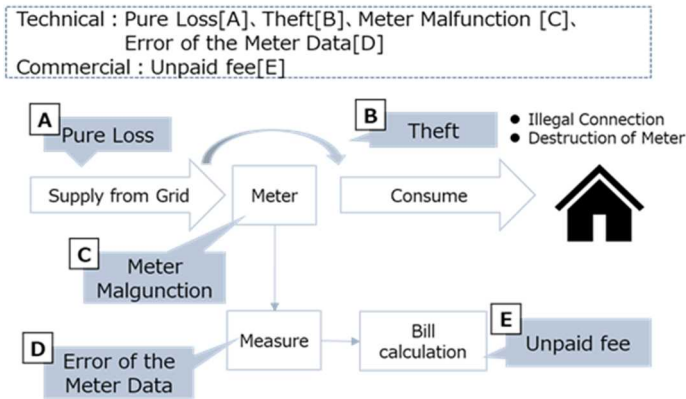 Technical : Pure Loss[A]、Theft[B]、Meter Malfunction [C]、
Error of the Meter Data[D]
Commercial : Unpaid fee[E]
A
Pure Loss
B
Theft
● Illegal Connection
● Destruction of Meter
Supply from Grid
Meter
Consume
C
Meter
Malgunction
D
Error of the
Meter Data
Measure
Bill
calculation
E
Unpaid fee